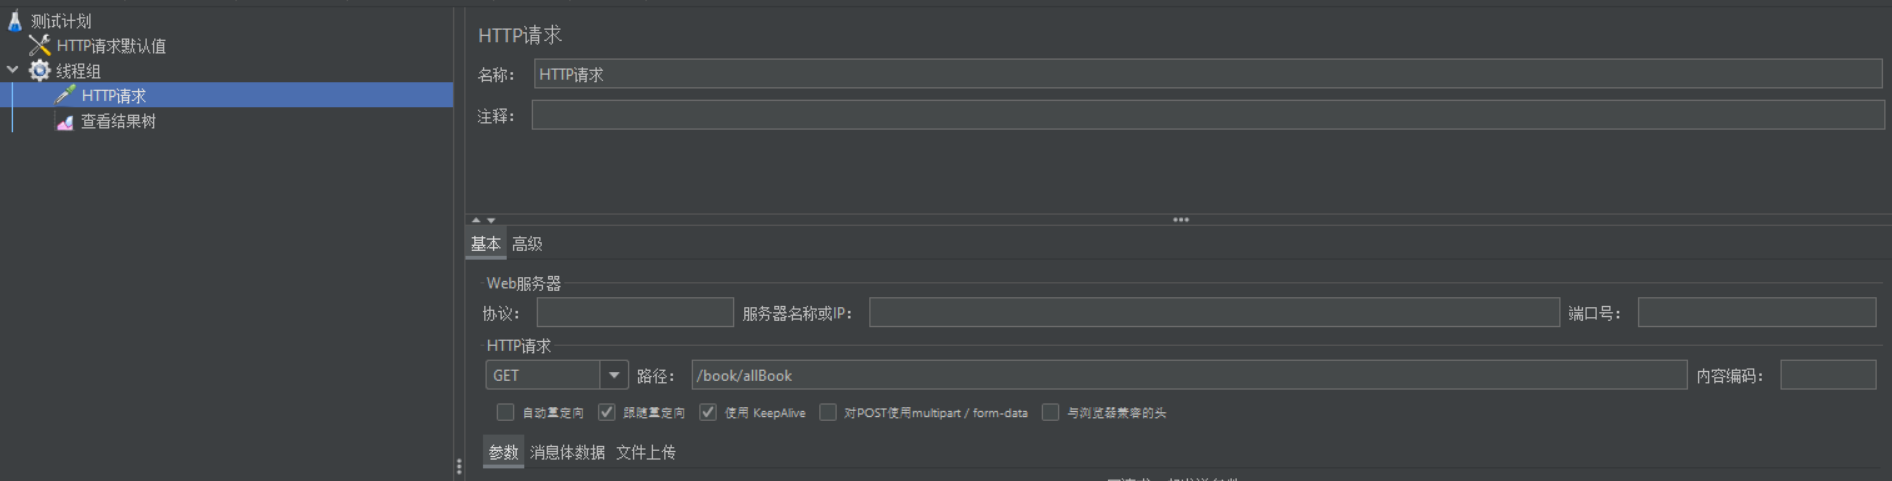 测试计划
HTTP请求默认值
线程组
HTTP请求
查看结果树
HTTP请求
名称： HTTP请求
注释：
基本 高级
Web服务器
协议： 服务器名称或IP： 端口号：
HTTP请求
GET 路径： /book/allBook 内容编码：
自动重定向 跟随重定向 使用 KeepAlive 对POST使用multipart / form-data 与浏览器兼容的头
参数 消息体数据 文件上传